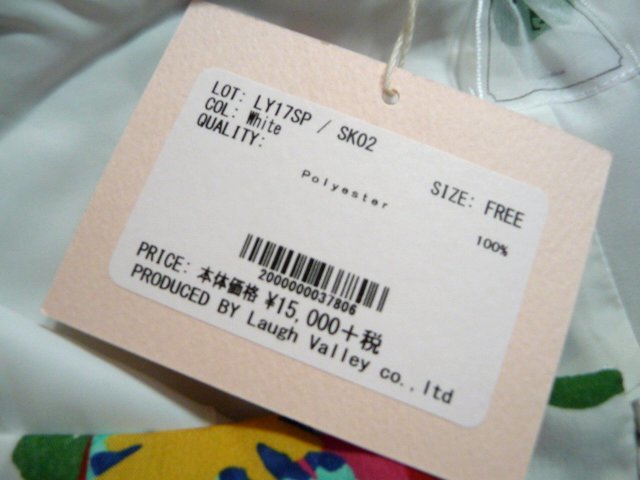 LOT: LY17SP / SK02
COL: White SIZE: FREE
QUALITY:
Polyester 100%
2000000037806
PRICE: 本体価格 ¥15,000+税
PRODUCED BY Laugh Valley co.,ltd